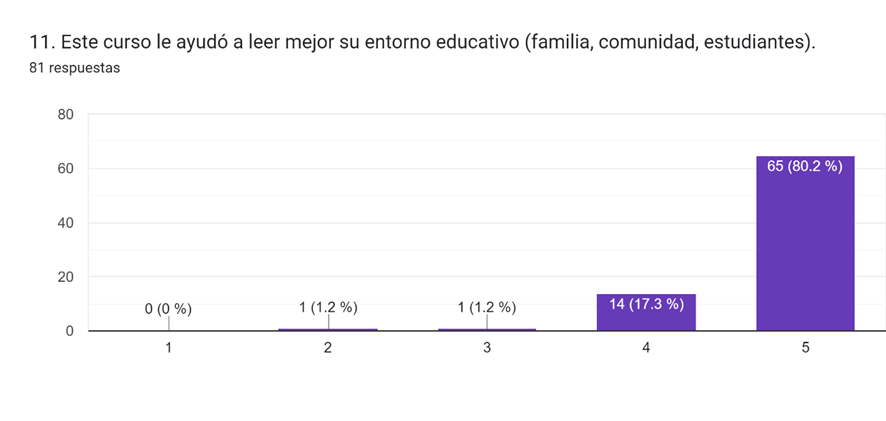 11. Este curso le ayudó a leer mejor su entorno educativo (familia, comunidad, estudiantes).
81 respuestas
80
60
40
20
0
0 (0 %)
1 (1.2 %)
1 (1.2 %)
14 (17.3 %)
65 (80.2 %)
1
2
3
4
5